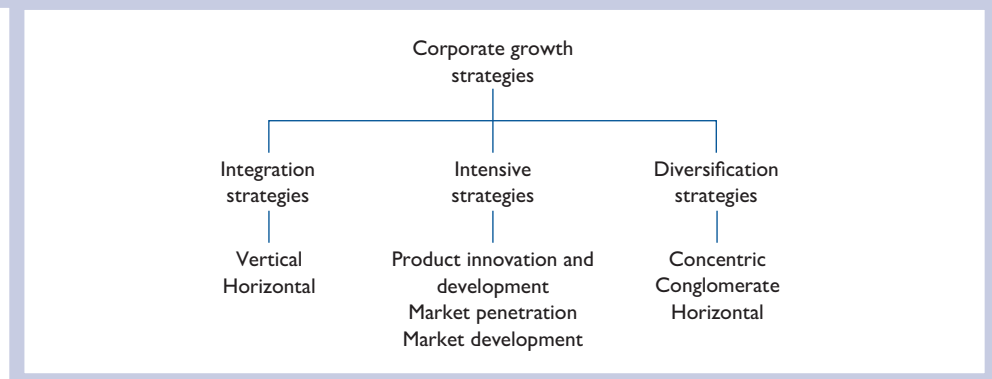 Corporate growth
strategies
Integration
strategies
Vertical
Horizontal
Intensive
strategies
Product innovation and
development
Market penetration
Market development
Diversification
strategies
Concentric
Conglomerate
Horizontal